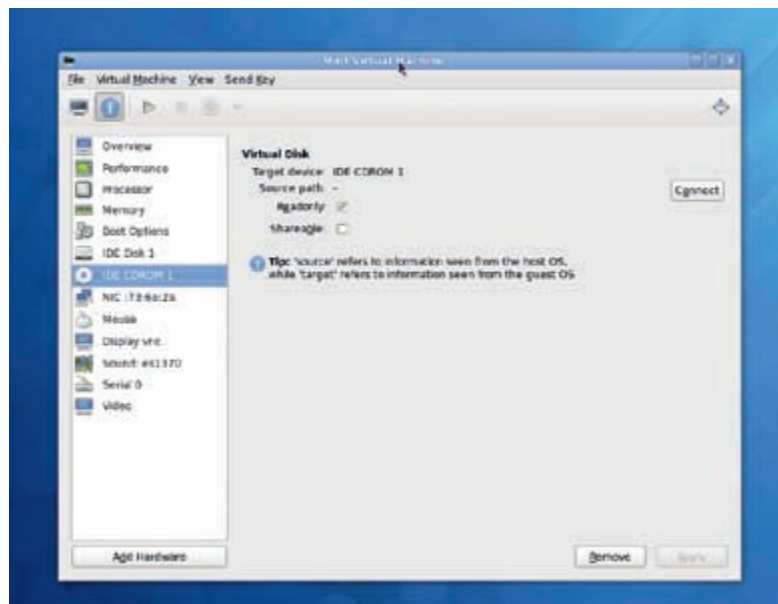 File Virtual Machine View Send Key
Overview
Performance
Processor
Memory
Boot Options
IDE Disk 1
IDE CDROM 1
NIC :73:6a:2a
Mouse
Display vnc
Sound: es1370
Serial 0
Video
Add Hardware
Virtual Disk
Target device: IDE CDROM 1
Source path: -
Readonly:
Shareable:
Connect
Tip: 'source' refers to information seen from the host OS,
while 'target' refers to information seen from the guest OS
Remove
Apply